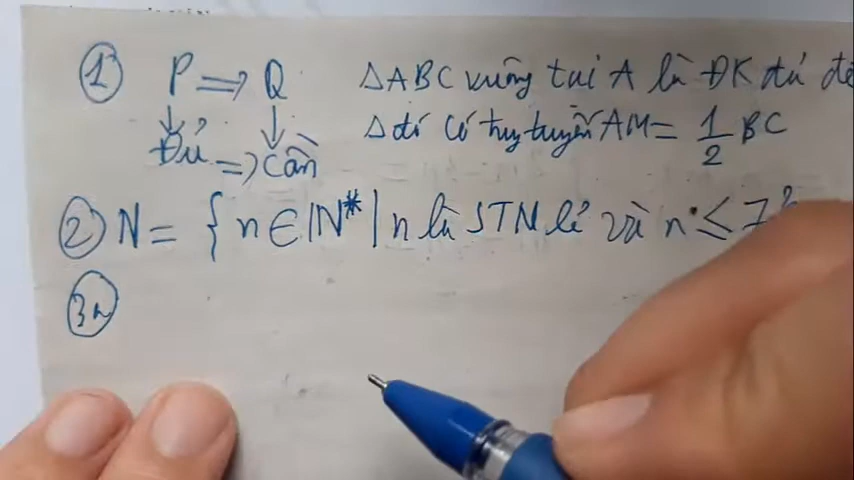 ① P ⟹ Q ΔABC vuông tại A là ĐK đủ để
↓ ↓ Δ đó có trung tuyến AM = 1/2 BC
Đủ ⟹ Cần
② N = { n ∈ ℕ* | n là STN lẻ và n ≤ 7
③a